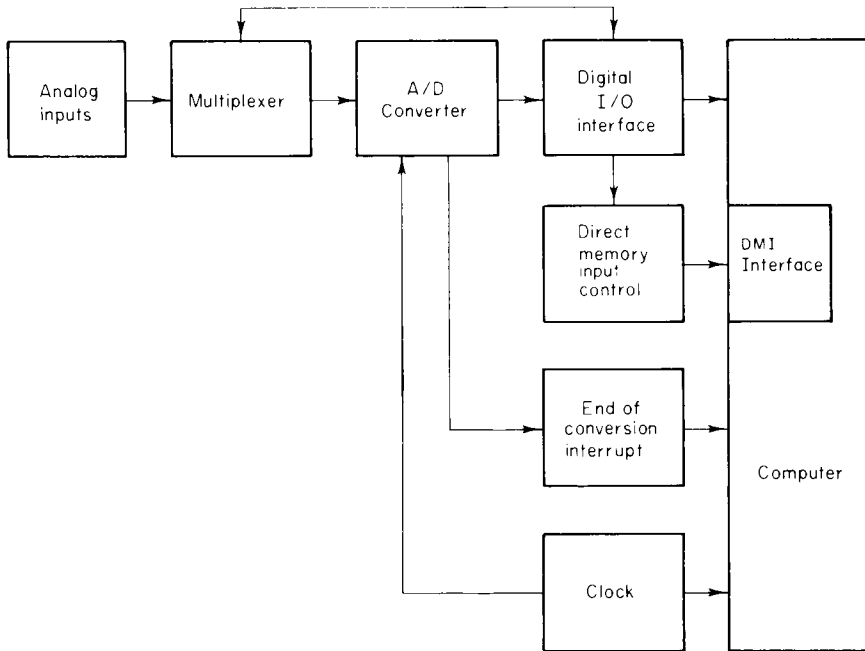 Analog
inputs
Multiplexer
A/D
Converter
Digital
I/O
interface
Direct
memory
input
control
DMI
Interface
End of
conversion
interrupt
Computer
Clock